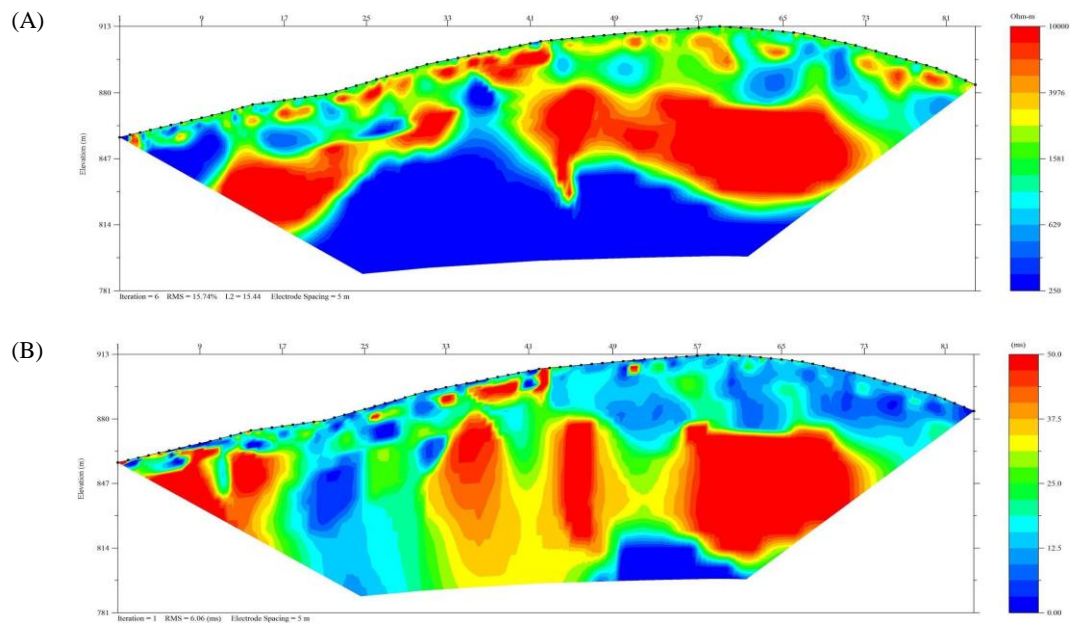 (A)
1 9 17 25 33 41 49 57 65 73 81
Ohm-m
913
880
847
814
781
Elevation (m)
10000
3976
1581
629
250
Iteration = 6 RMS = 15.74% L2 = 15.44 Electrode Spacing = 5 m
(B)
1 9 17 25 33 41 49 57 65 73 81
(ms)
913
880
847
814
781
Elevation (m)
50.0
37.5
25.0
12.5
0.00
Iteration = 1 RMS = 6.06 (ms) Electrode Spacing = 5 m